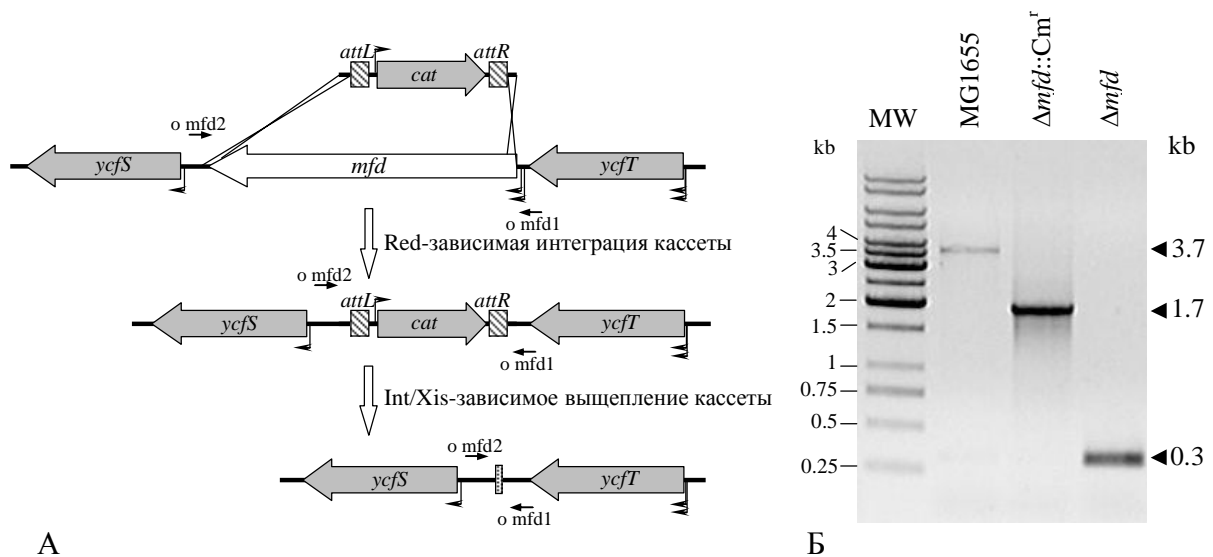 attL
attR
cat
o mfd2
ycfS
mfd
ycfT
o mfd1
Red-зависимая интеграция кассеты
o mfd2
attL
attR
ycfS
cat
ycfT
o mfd1
Int/Xis-зависимое выщепление кассеты
o mfd2
ycfS
ycfT
o mfd1
А
MW
MG1655
Δmfd::Cmʳ
Δmfd
kb
kb
4
3.5
3
2
1.5
1
0.75
0.5
0.25
3.7
1.7
0.3
Б